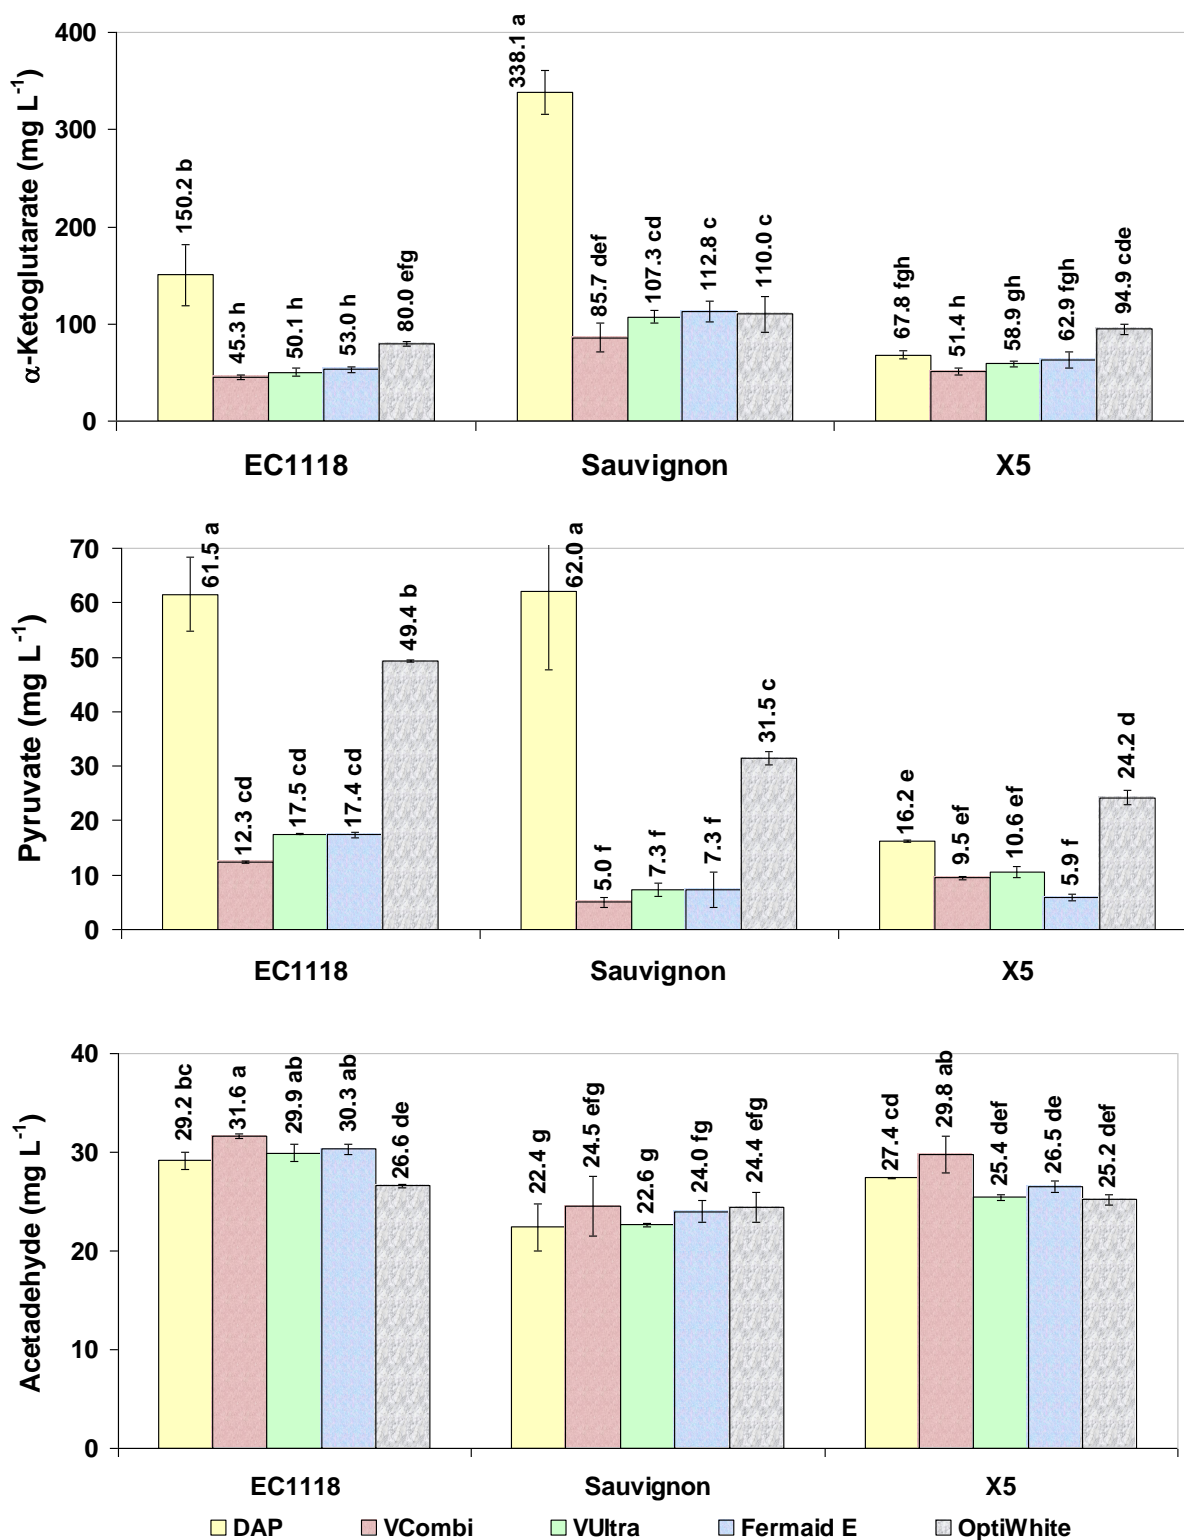 α-Ketoglutarate (mg L-1)
400
300
200
100
0
150.2 b
45.3 h
50.1 h
53.0 h
80.0 efg
338.1 a
85.7 def
107.3 cd
112.8 c
110.0 c
67.8 fgh
51.4 h
58.9 gh
62.9 fgh
94.9 cde
EC1118 Sauvignon X5
Pyruvate (mg L-1)
70
60
50
40
30
20
10
0
61.5 a
12.3 cd
17.5 cd
17.4 cd
49.4 b
62.0 a
5.0 f
7.3 f
7.3 f
31.5 c
16.2 e
9.5 ef
10.6 ef
5.9 f
24.2 d
EC1118 Sauvignon X5
Acetadehyde (mg L-1)
40
30
20
10
0
29.2 bc
31.6 a
29.9 ab
30.3 ab
26.6 de
22.4 g
24.5 efg
22.6 g
24.0 fg
24.4 efg
27.4 cd
29.8 ab
25.4 def
26.5 de
25.2 def
EC1118 Sauvignon X5
DAP VCombi VUltra Fermaid E OptiWhite